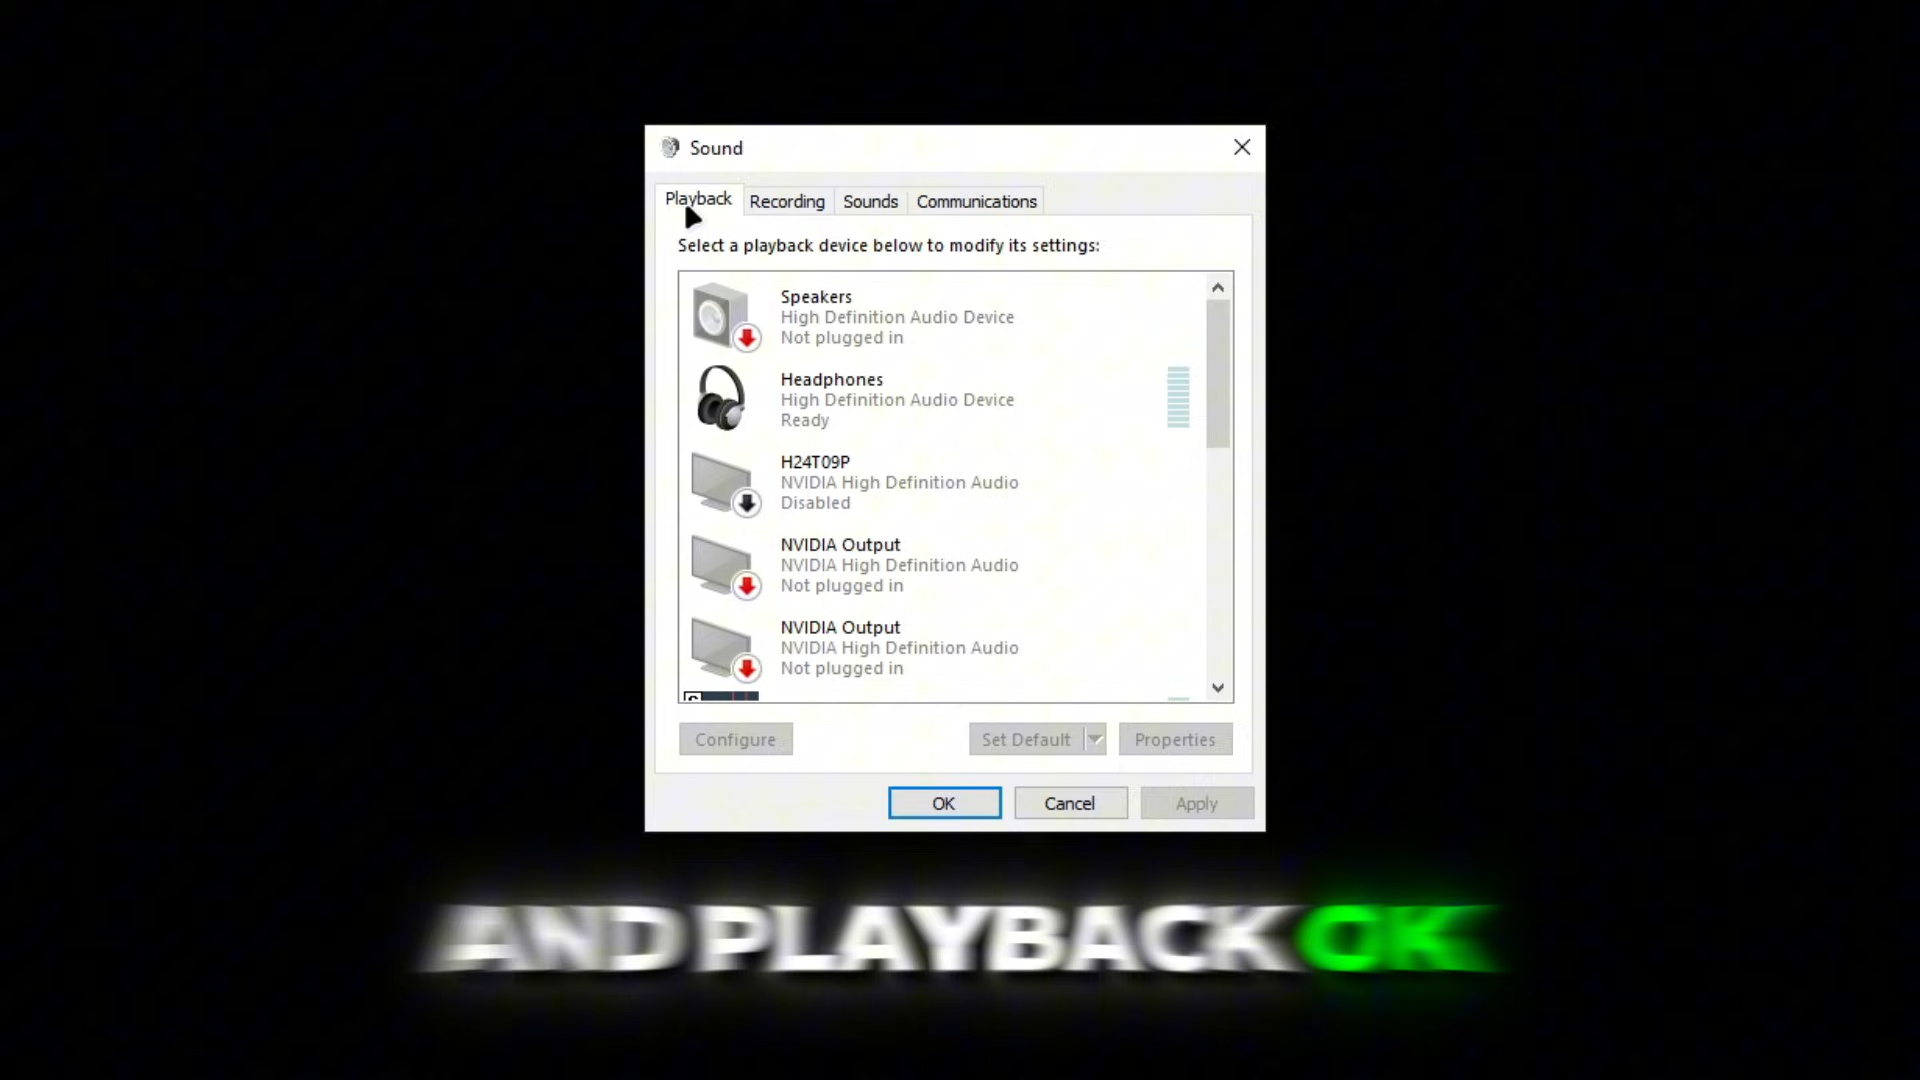 Sound
Playback Recording Sounds Communications
Select a playback device below to modify its settings:
Speakers
High Definition Audio Device
Not plugged in
Headphones
High Definition Audio Device
Ready
H24T09P
NVIDIA High Definition Audio
Disabled
NVIDIA Output
NVIDIA High Definition Audio
Not plugged in
NVIDIA Output
NVIDIA High Definition Audio
Not plugged in
Configure Set Default Properties
OK Cancel Apply
AND PLAYBACK OK